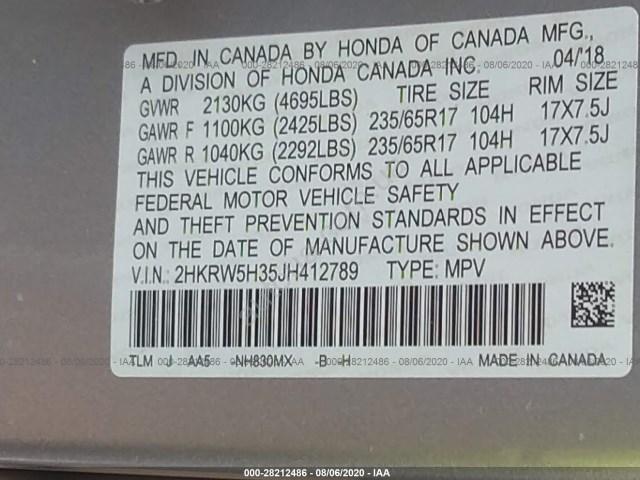 MFD IN CANADA BY HONDA OF CANADA MFG.,
A DIVISION OF HONDA CANADA INC. 04/'18
GVWR 2130KG (4695LBS) TIRE SIZE RIM SIZE
GAWR F 1100KG (2425LBS) 235/65R17 104H 17X7.5J
GAWR R 1040KG (2292LBS) 235/65R17 104H 17X7.5J
THIS VEHICLE CONFORMS TO ALL APPLICABLE
FEDERAL MOTOR VEHICLE SAFETY
AND THEFT PREVENTION STANDARDS IN EFFECT
ON THE DATE OF MANUFACTURE SHOWN ABOVE.
V.I.N.: 2HKRW5H35JH412789 TYPE: MPV
TLM J AA5 NH830MX B H MADE IN CANADA
000-28212486 - 08/06/2020 - IAA